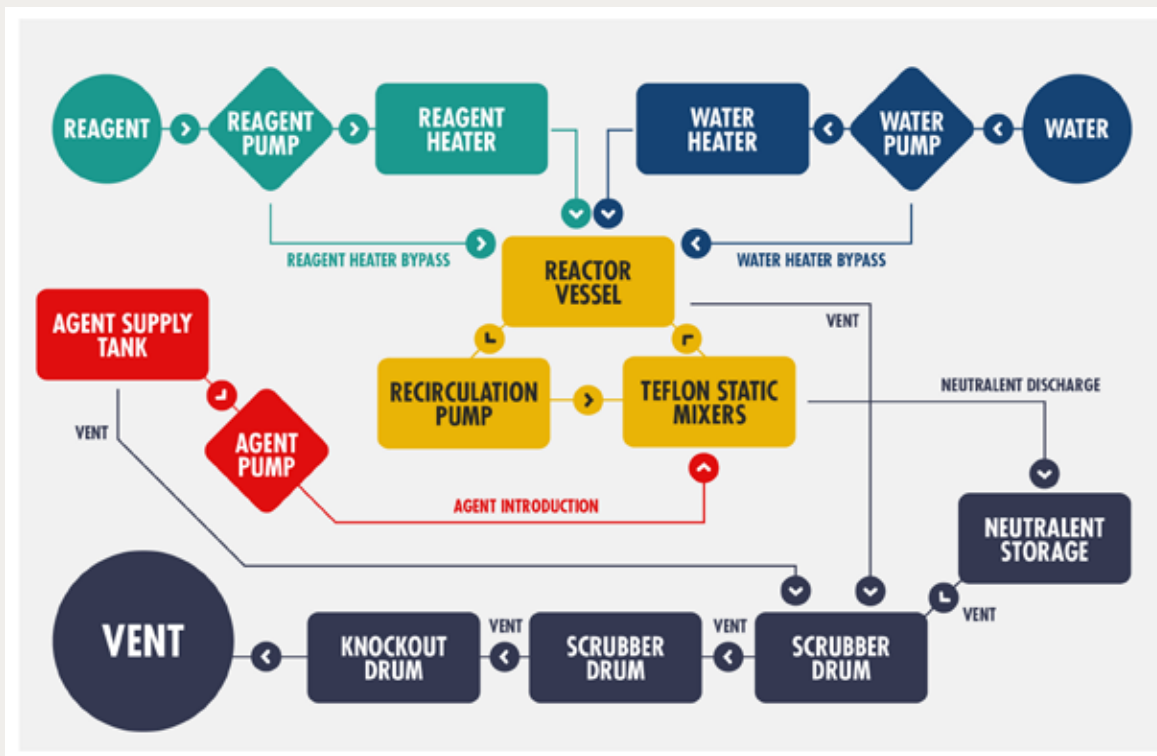 REAGENT
REAGENT
PUMP
REAGENT
HEATER
WATER
HEATER
WATER
PUMP
WATER
REAGENT HEATER BYPASS
WATER HEATER BYPASS
REACTOR
VESSEL
AGENT SUPPLY
TANK
VENT
RECIRCULATION
PUMP
TEFLON STATIC
MIXERS
NEUTRALENT DISCHARGE
VENT
AGENT
PUMP
AGENT INTRODUCTION
NEUTRALENT
STORAGE
VENT
VENT
KNOCKOUT
DRUM
VENT
SCRUBBER
DRUM
VENT
SCRUBBER
DRUM